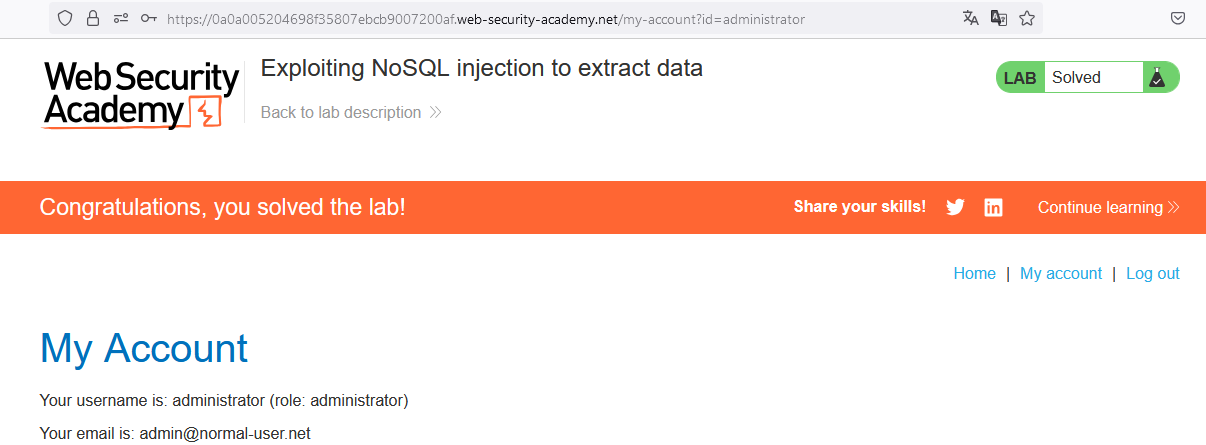 https://0a0a005204698f35807ebcb9007200af.web-security-academy.net/my-account?id=administrator
Web Security
Academy
Exploiting NoSQL injection to extract data
Back to lab description
LAB Solved
Congratulations, you solved the lab!
Share your skills!
Continue learning
Home | My account | Log out
My Account
Your username is: administrator (role: administrator)
Your email is: admin@normal-user.net